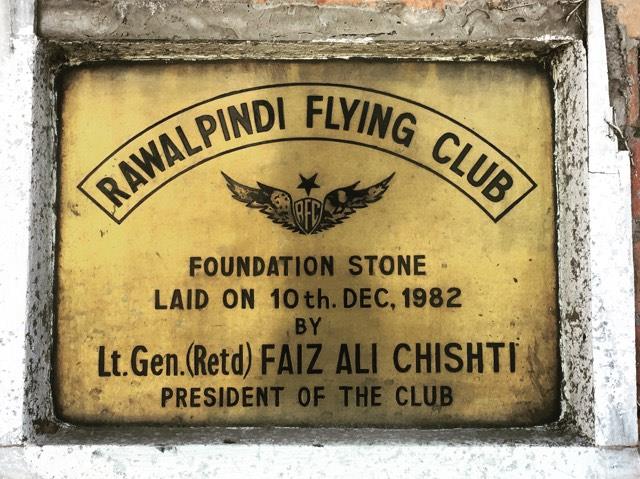 RAWALPINDI FLYING CLUB
RFC
FOUNDATION STONE
LAID ON 10th. DEC, 1982
BY
Lt. Gen. (Retd) FAIZ ALI CHISHTI
PRESIDENT OF THE CLUB